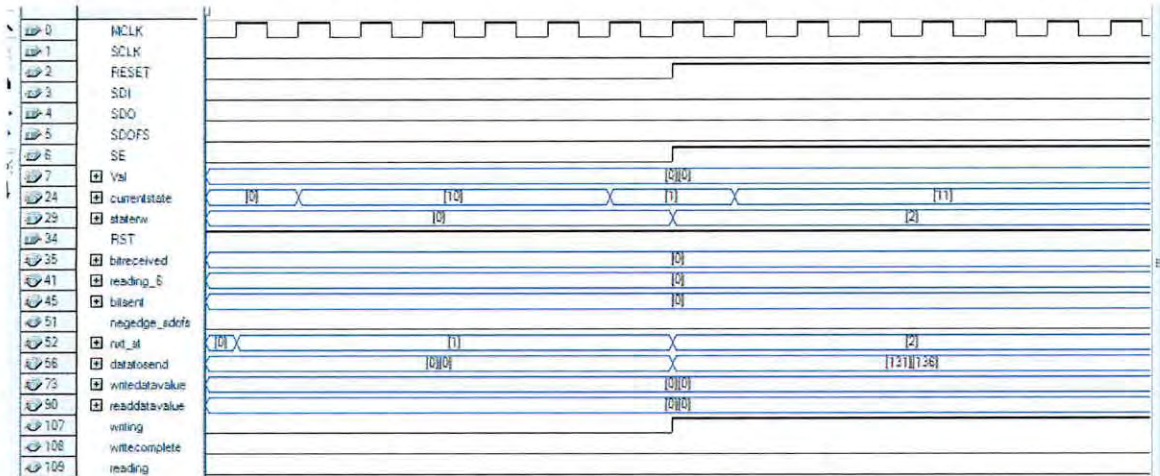 0 MCLK
1 SCLK
2 RESET
3 SDI
4 SDO
5 SDOFS
6 SE
7 Val [0][0]
24 currentstate [0] [10] [1] [11]
29 staterw [0] [2]
34 RST
35 bitreceived [0]
41 reading_6 [0]
45 bitsent [0]
51 negedge_sdofs
52 nxt_st [0] [1] [2]
56 datatosend [0][0] [131][136]
73 writedatavalue [0][0]
90 readdatavalue [0][0]
107 writing
108 writecomplete
109 reading